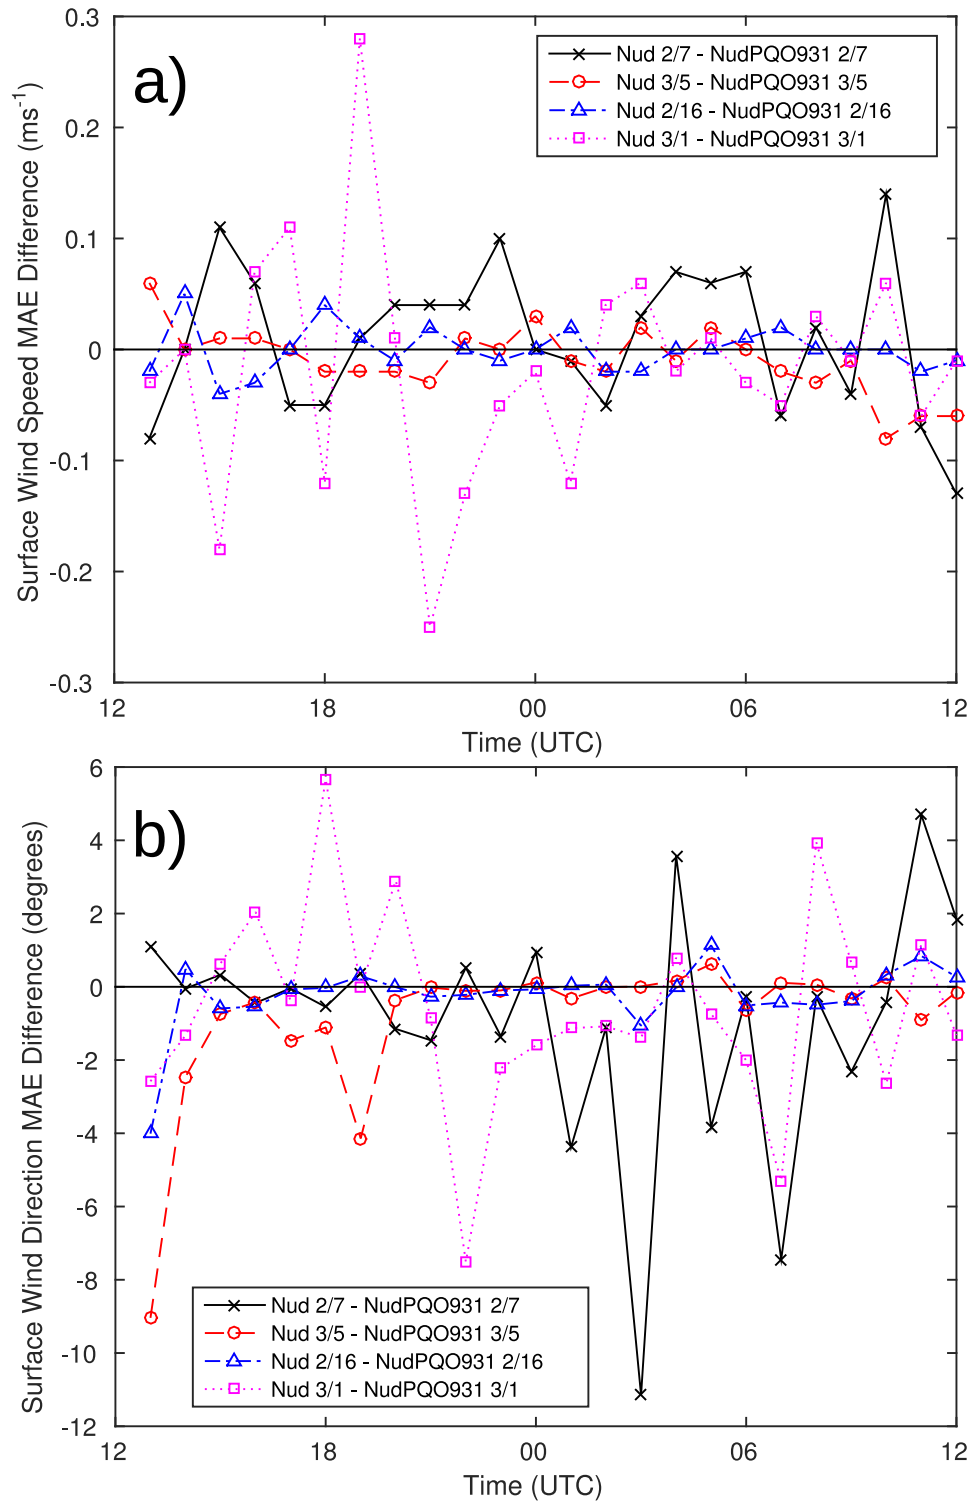 a)
Nud 2/7 - NudPQO931 2/7
Nud 3/5 - NudPQO931 3/5
Nud 2/16 - NudPQO931 2/16
Nud 3/1 - NudPQO931 3/1
Surface Wind Speed MAE Difference (ms⁻¹)
0.3
0.2
0.1
0
-0.1
-0.2
-0.3
12 18 00 06 12
Time (UTC)
b)
Surface Wind Direction MAE Difference (degrees)
6
4
2
0
-2
-4
-6
-8
-10
-12
Nud 2/7 - NudPQO931 2/7
Nud 3/5 - NudPQO931 3/5
Nud 2/16 - NudPQO931 2/16
Nud 3/1 - NudPQO931 3/1
12 18 00 06 12
Time (UTC)